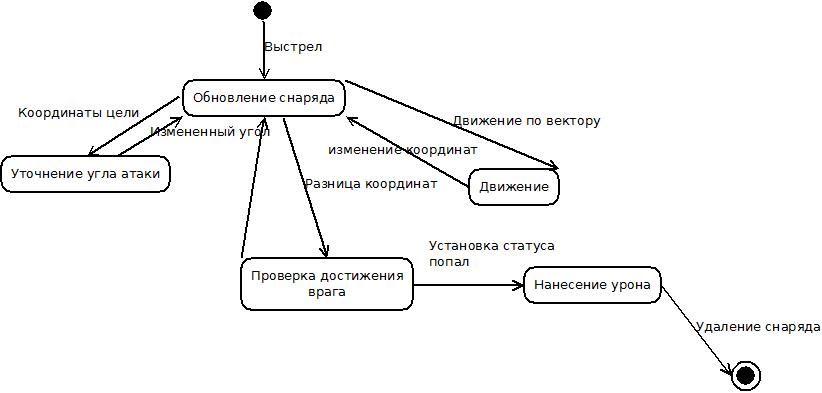 Выстрел
Обновление снаряда
Координаты цели
Движение по вектору
Измененный угол
изменение координат
Уточнение угла атаки
Разница координат
Движение
Установка статуса
попал
Проверка достижения
врага
Нанесение урона
Удаление снаряда